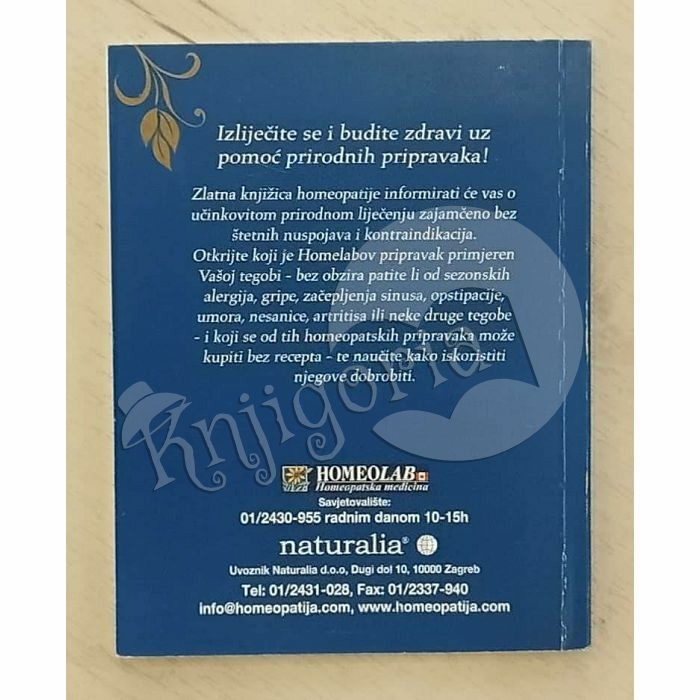 Izliječite se i budite zdravi uz
pomoć prirodnih pripravaka!
Zlatna knjižica homeopatije informirati će vas o
učinkovitom prirodnom liječenju zajamčeno bez
štetnih nuspojava i kontraindikacija.
Otkrijte koji je Homelabov pripravak primjeren
Vašoj tegobi - bez obzira patite li od sezonskih
alergija, gripe, začepljenja sinusa, opstipacije,
umora, nesanice, artritisa ili neke druge tegobe
- i koji se od tih homeopatskih pripravaka može
kupiti bez recepta - te naučite kako iskoristiti
njegove dobrobiti.
Knjigoria
HOMEOLAB
Homeopatska medicina
Savjetovalište:
01/2430-955 radnim danom 10-15h
naturalia®
Uvoznik Naturalia d.o.o, Dugi dol 10, 10000 Zagreb
Tel: 01/2431-028, Fax: 01/2337-940
info@homeopatija.com, www.homeopatija.com